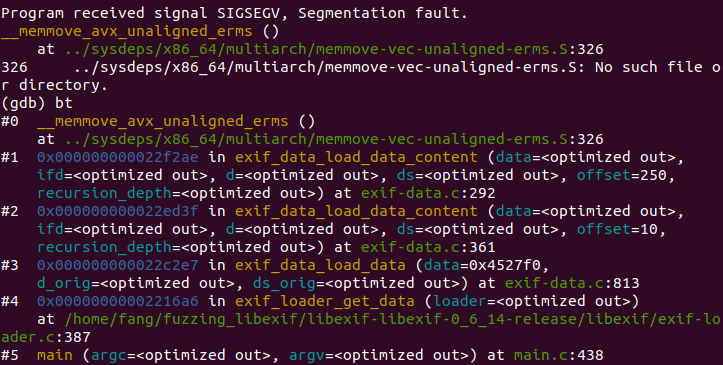 Program received signal SIGSEGV, Segmentation fault.
__memmove_avx_unaligned_erms ()
    at ../sysdeps/x86_64/multiarch/memmove-vec-unaligned-erms.S:326
326     ../sysdeps/x86_64/multiarch/memmove-vec-unaligned-erms.S: No such file o
r directory.
(gdb) bt
#0  __memmove_avx_unaligned_erms ()
    at ../sysdeps/x86_64/multiarch/memmove-vec-unaligned-erms.S:326
#1  0x000000000022f2ae in exif_data_load_data_content (data=<optimized out>,
    ifd=<optimized out>, d=<optimized out>, ds=<optimized out>, offset=250,
    recursion_depth=<optimized out>) at exif-data.c:292
#2  0x000000000022ed3f in exif_data_load_data_content (data=<optimized out>,
    ifd=<optimized out>, d=<optimized out>, ds=<optimized out>, offset=10,
    recursion_depth=<optimized out>) at exif-data.c:361
#3  0x000000000022c2e7 in exif_data_load_data (data=0x4527f0,
    d_orig=<optimized out>, ds_orig=<optimized out>) at exif-data.c:813
#4  0x00000000002216a6 in exif_loader_get_data (loader=<optimized out>)
    at /home/fang/fuzzing_libexif/libexif-libexif-0_6_14-release/libexif/exif-lo
ader.c:387
#5  main (argc=<optimized out>, argv=<optimized out>) at main.c:438